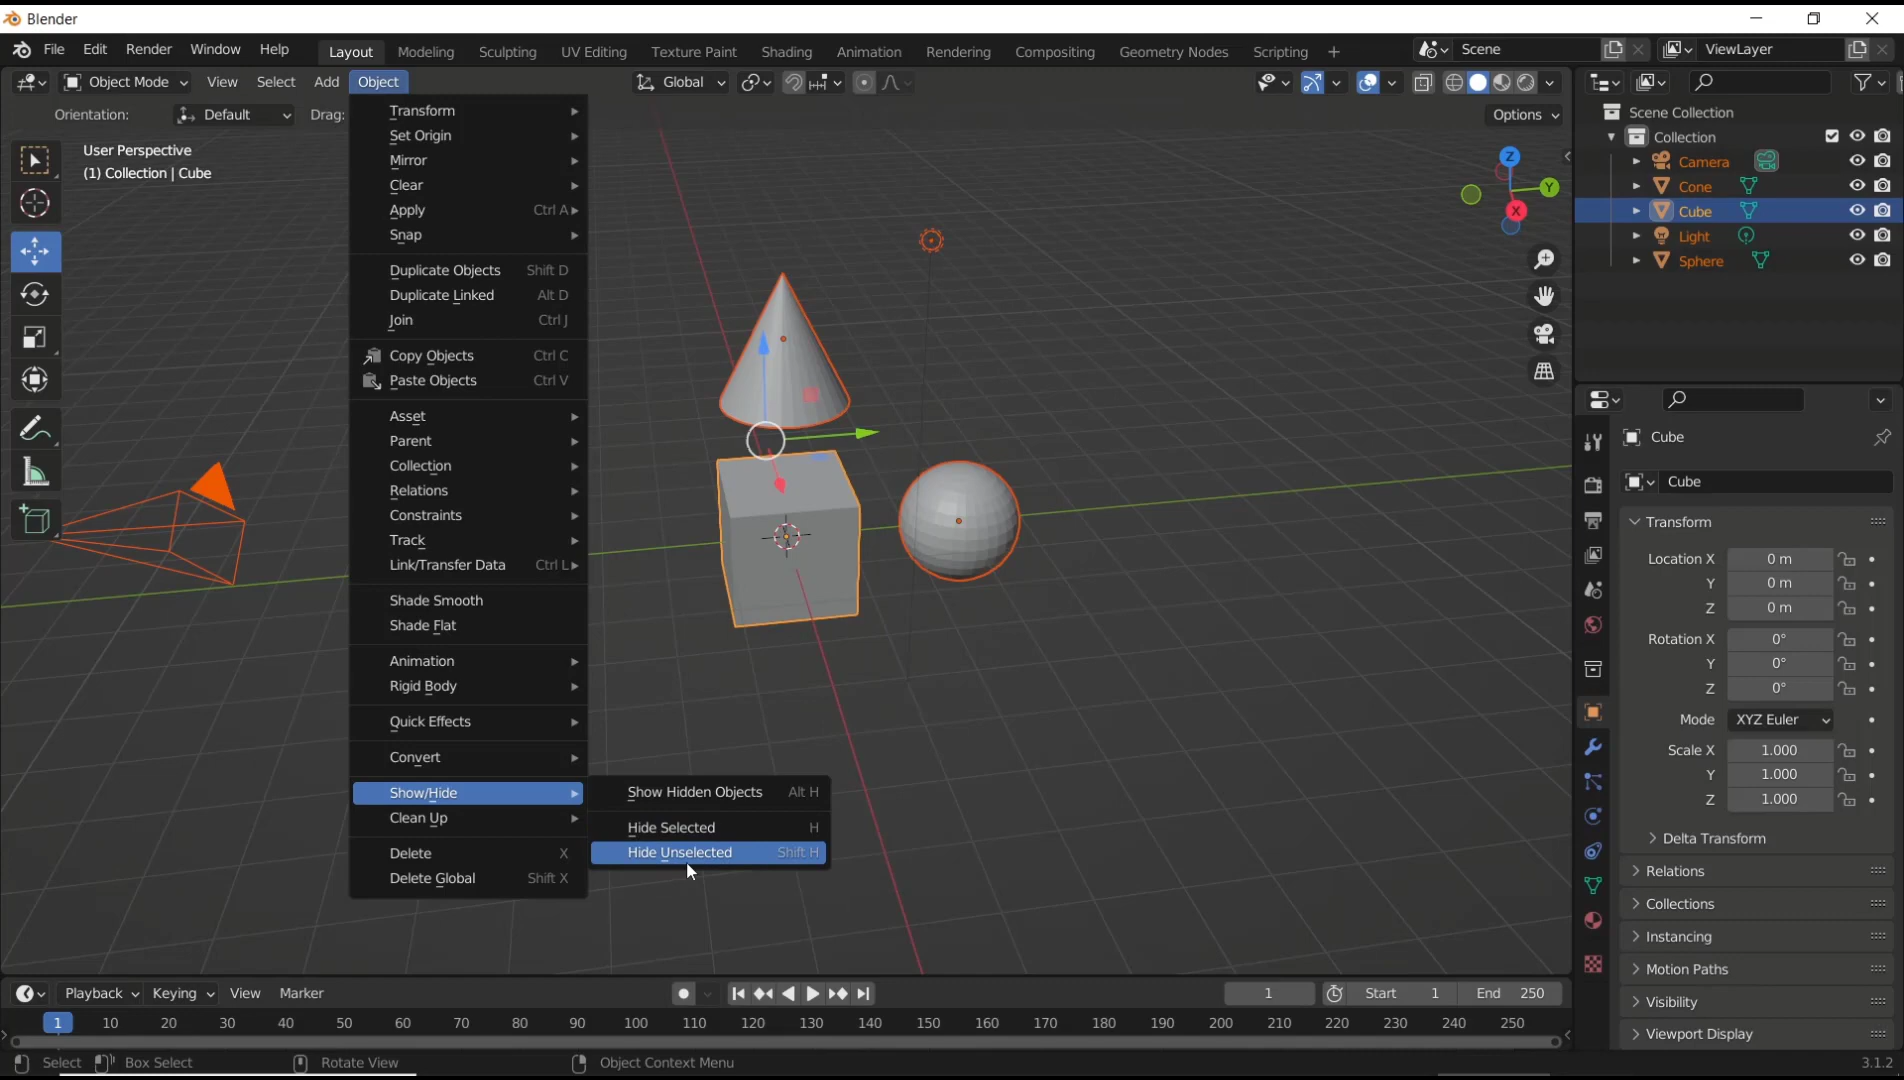 Blender
File Edit Render Window Help Layout Modeling Sculpting UV Editing Texture Paint Shading Animation Rendering Compositing Geometry Nodes Scripting + Scene ViewLayer
Object Mode View Select Add Object Global
Orientation: Default Drag: Options
User Perspective
(1) Collection | Cube
Transform
Set Origin
Mirror
Clear
Apply Ctrl A
Snap
Duplicate Objects Shift D
Duplicate Linked Alt D
Join Ctrl J
Copy Objects Ctrl C
Paste Objects Ctrl V
Asset
Parent
Collection
Relations
Constraints
Track
Link/Transfer Data Ctrl L
Shade Smooth
Shade Flat
Animation
Rigid Body
Quick Effects
Convert
Show/Hide
Clean Up
Delete X
Delete Global Shift X
Show Hidden Objects Alt H
Hide Selected H
Hide Unselected Shift H
Z
Y
X
Scene Collection
Collection
Camera
Cone
Cube
Light
Sphere
Cube
Cube
Transform
Location X 0 m
Y 0 m
Z 0 m
Rotation X 0°
Y 0°
Z 0°
Mode XYZ Euler
Scale X 1.000
Y 1.000
Z 1.000
Delta Transform
Relations
Collections
Instancing
Motion Paths
Visibility
Viewport Display
Playback Keying View Marker 1 Start 1 End 250
1 10 20 30 40 50 60 70 80 90 100 110 120 130 140 150 160 170 180 190 200 210 220 230 240 250
Select Box Select Rotate View Object Context Menu 3.1.2